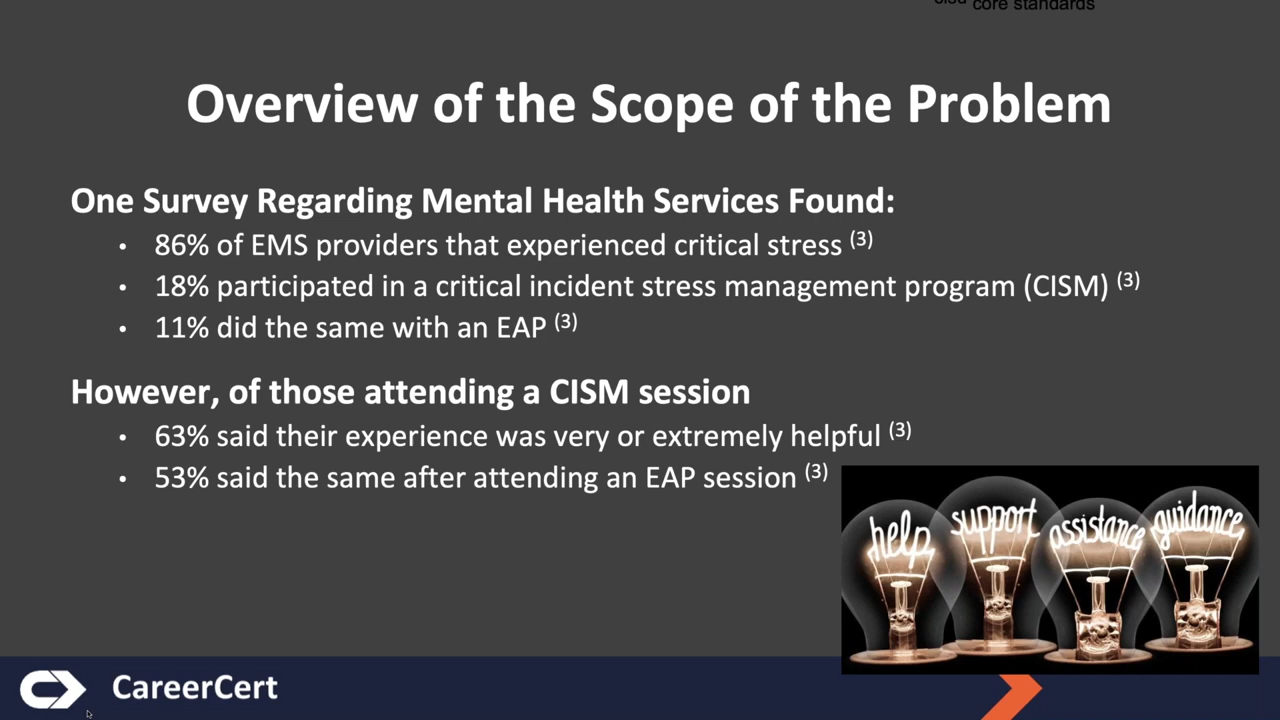 core standards
Overview of the Scope of the Problem
One Survey Regarding Mental Health Services Found:
• 86% of EMS providers that experienced critical stress (3)
• 18% participated in a critical incident stress management program (CISM) (3)
• 11% did the same with an EAP (3)
However, of those attending a CISM session
• 63% said their experience was very or extremely helpful (3)
• 53% said the same after attending an EAP session (3)
help support assistance guidance
CareerCert